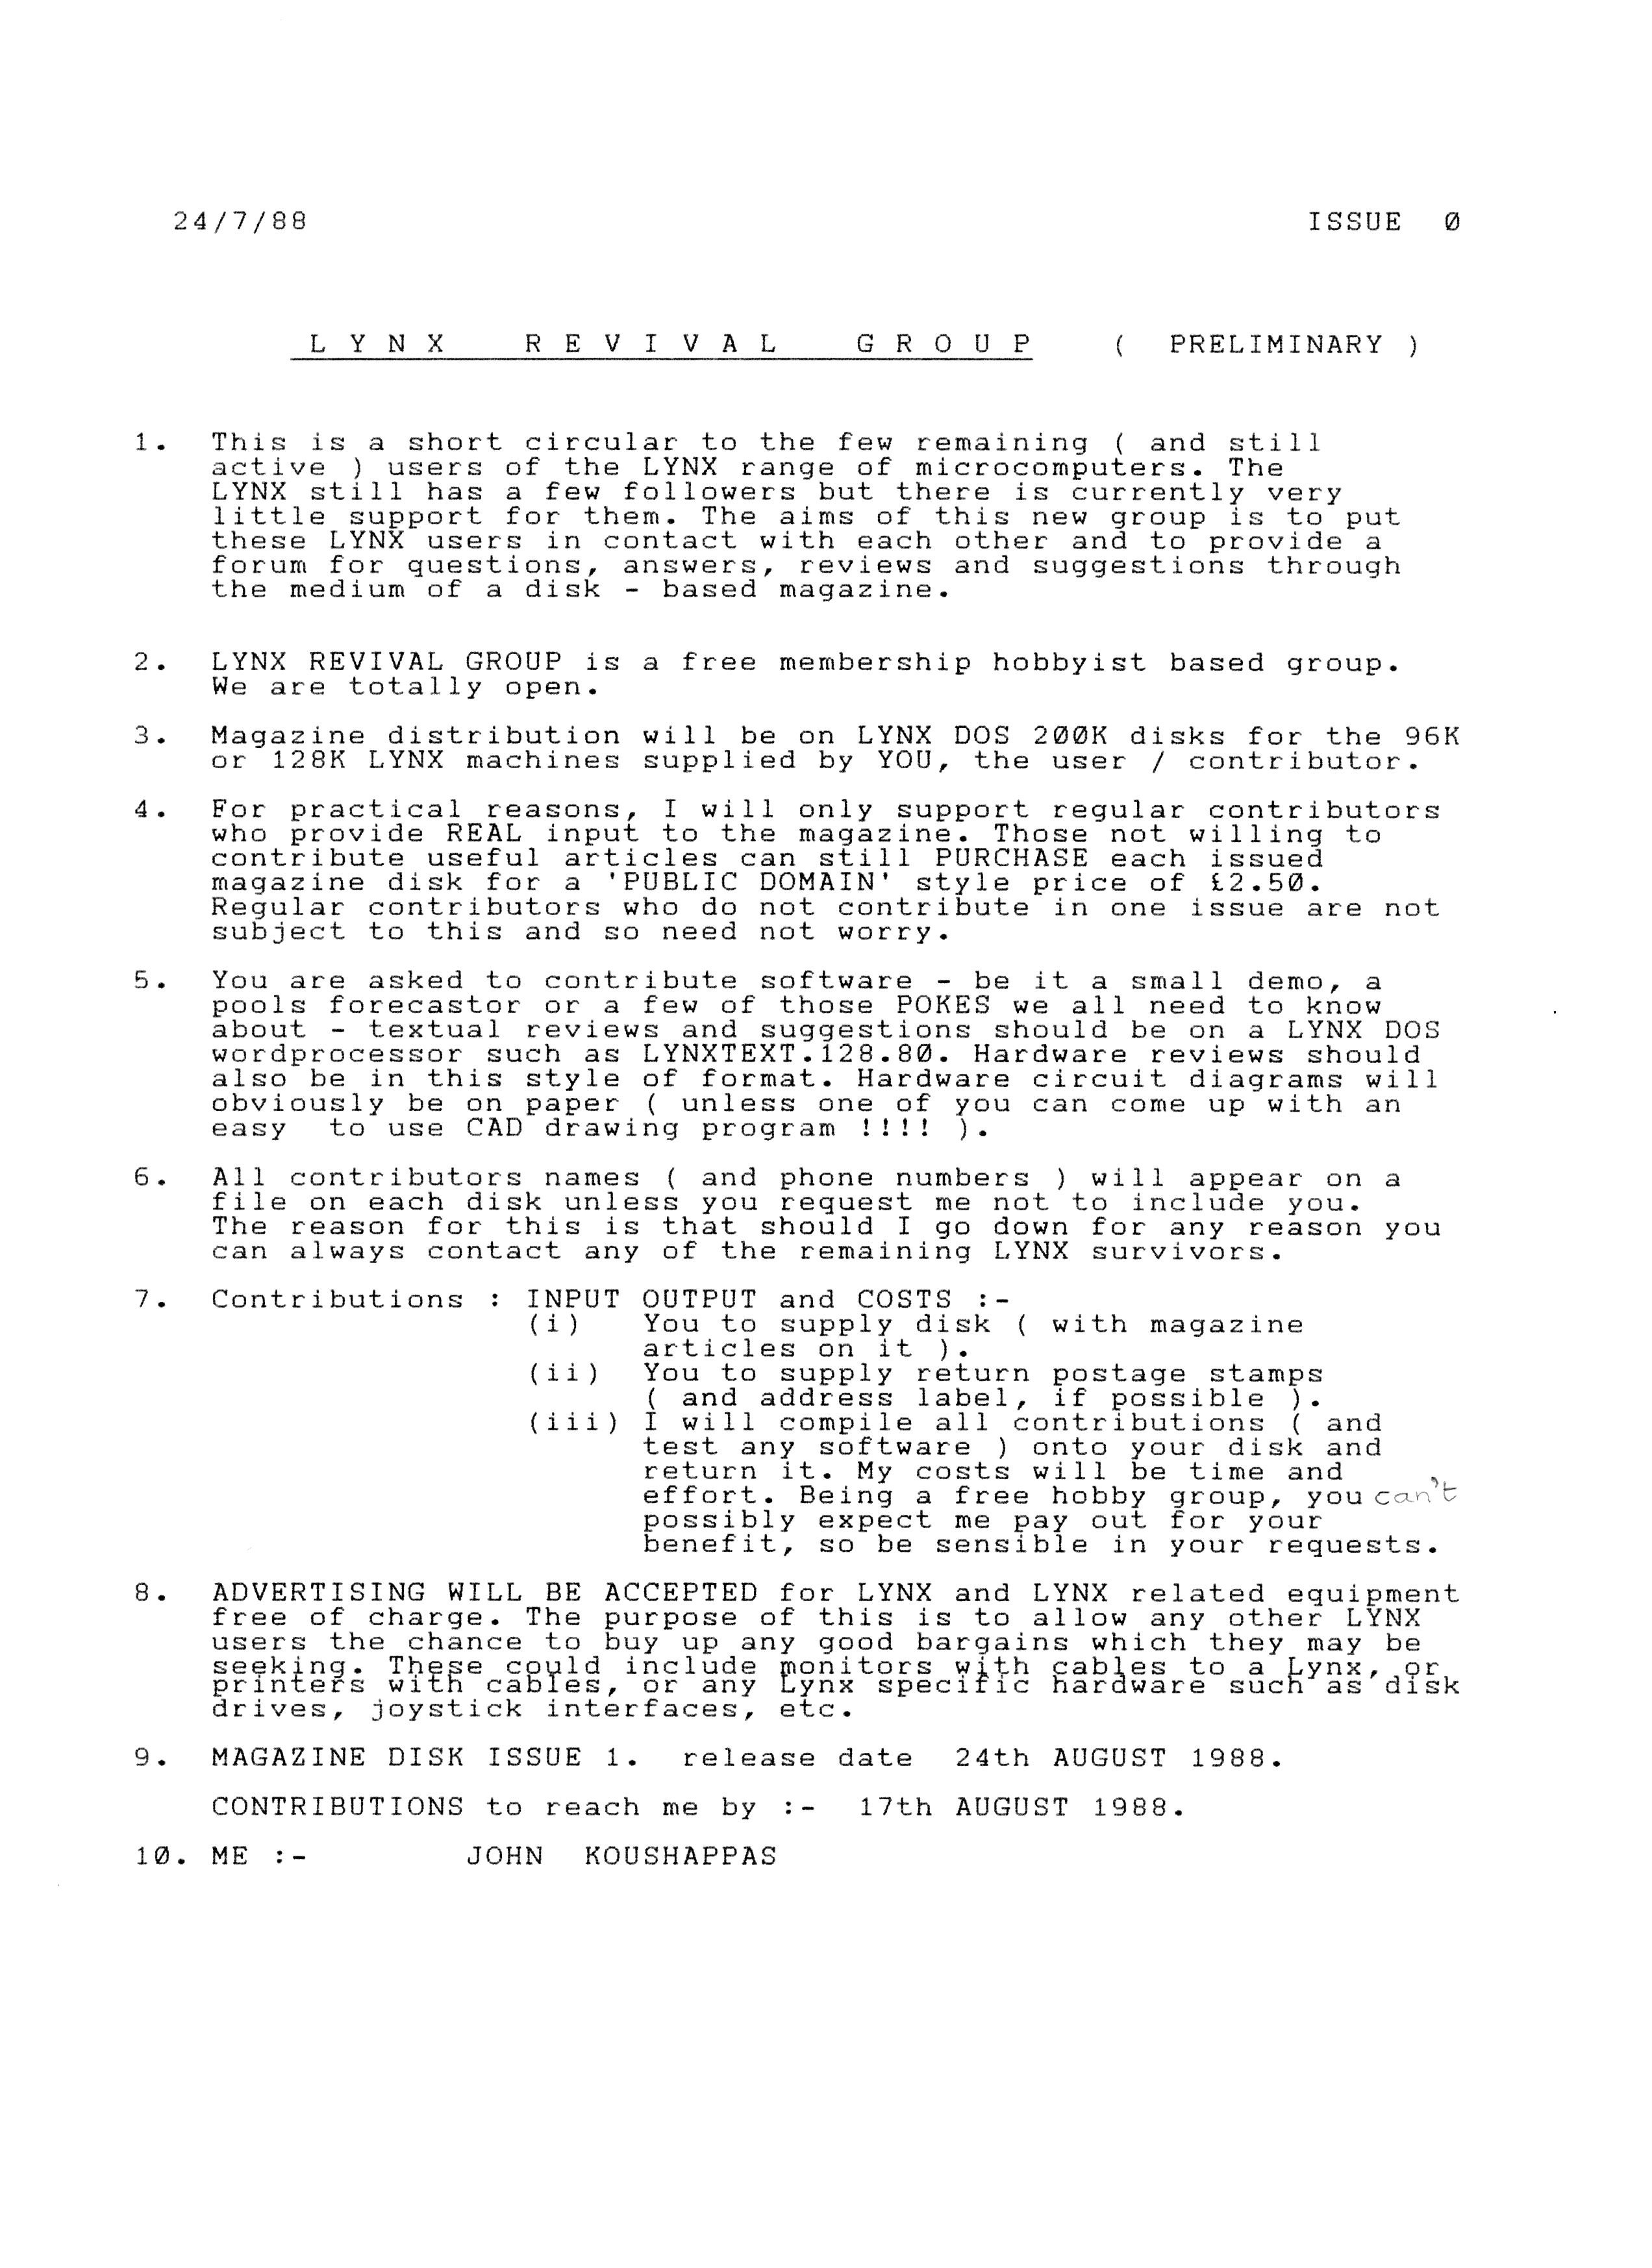 24/7/88 ISSUE 0
LYNX REVIVAL GROUP ( PRELIMINARY )
1. This is a short circular to the few remaining ( and still
active ) users of the LYNX range of microcomputers. The
LYNX still has a few followers but there is currently very
little support for them. The aims of this new group is to put
these LYNX users in contact with each other and to provide a
forum for questions, answers, reviews and suggestions through
the medium of a disk - based magazine.
2. LYNX REVIVAL GROUP is a free membership hobbyist based group.
We are totally open.
3. Magazine distribution will be on LYNX DOS 200K disks for the 96K
or 128K LYNX machines supplied by YOU, the user / contributor.
4. For practical reasons, I will only support regular contributors
who provide REAL input to the magazine. Those not willing to
contribute useful articles can still PURCHASE each issued
magazine disk for a 'PUBLIC DOMAIN' style price of £2.50.
Regular contributors who do not contribute in one issue are not
subject to this and so need not worry.
5. You are asked to contribute software - be it a small demo, a
pools forecastor or a few of those POKES we all need to know
about - textual reviews and suggestions should be on a LYNX DOS
wordprocessor such as LYNXTEXT.128.80. Hardware reviews should
also be in this style of format. Hardware circuit diagrams will
obviously be on paper ( unless one of you can come up with an
easy to use CAD drawing program !!!! ).
6. All contributors names ( and phone numbers ) will appear on a
file on each disk unless you request me not to include you.
The reason for this is that should I go down for any reason you
can always contact any of the remaining LYNX survivors.
7. Contributions : INPUT OUTPUT and COSTS :-
(i) You to supply disk ( with magazine
articles on it ).
(ii) You to supply return postage stamps
( and address label, if possible ).
(iii) I will compile all contributions ( and
test any software ) onto your disk and
return it. My costs will be time and
effort. Being a free hobby group, you can't
possibly expect me pay out for your
benefit, so be sensible in your requests.
8. ADVERTISING WILL BE ACCEPTED for LYNX and LYNX related equipment
free of charge. The purpose of this is to allow any other LYNX
users the chance to buy up any good bargains which they may be
seeking. These could include monitors with cables to a Lynx, or
printers with cables, or any Lynx specific hardware such as disk
drives, joystick interfaces, etc.
9. MAGAZINE DISK ISSUE 1. release date 24th AUGUST 1988.
CONTRIBUTIONS to reach me by :- 17th AUGUST 1988.
10. ME :- JOHN KOUSHAPPAS